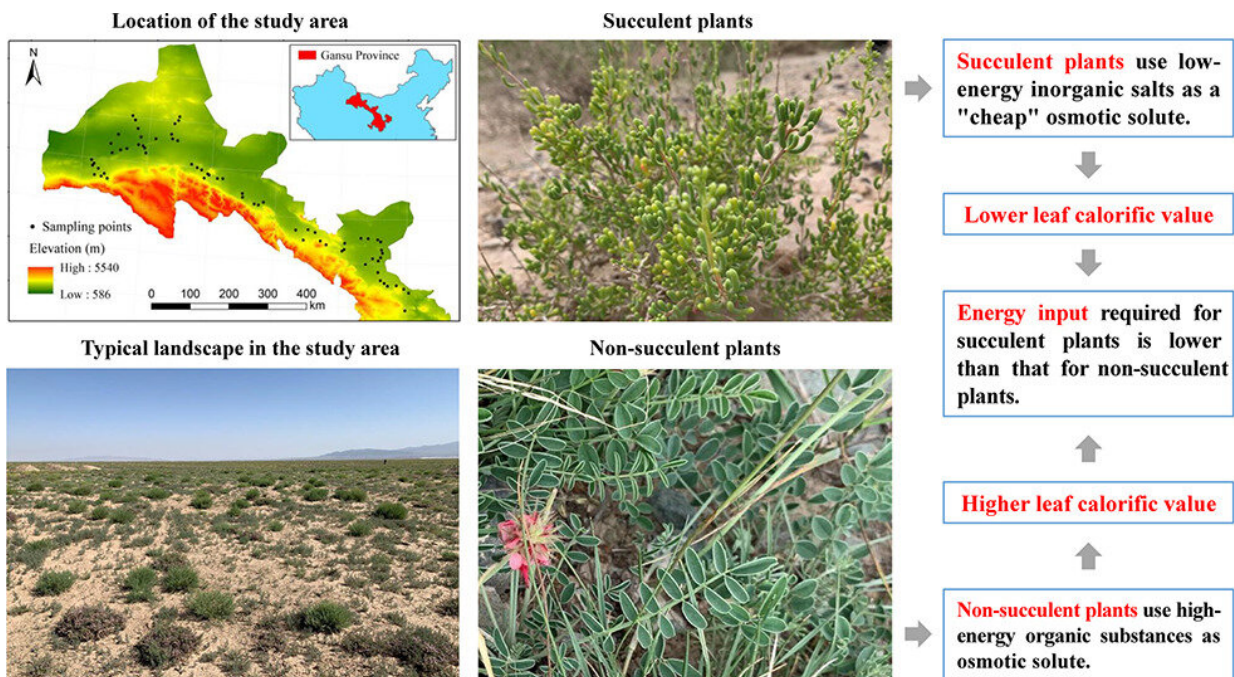 Location of the study area
N
Gansu Province
Sampling points
Elevation (m)
High : 5540
Low : 586
0 100 200 300 400
km
Succulent plants
Typical landscape in the study area
Non-succulent plants
Succulent plants use low-
energy inorganic salts as a
"cheap" osmotic solute.
Lower leaf calorific value
Energy input required for
succulent plants is lower
than that for non-succulent
plants.
Higher leaf calorific value
Non-succulent plants use high-
energy organic substances as
osmotic solute.